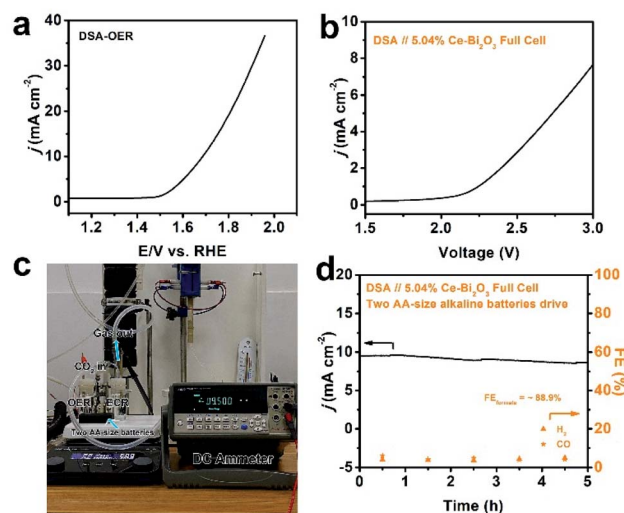 a
DSA-OER
j (mA cm⁻²)
40
30
20
10
0
1.2 1.4 1.6 1.8 2.0
E/V vs. RHE
b
DSA // 5.04% Ce-Bi₂O₃ Full Cell
j (mA cm⁻²)
10
8
6
4
2
0
1.5 2.0 2.5 3.0
Voltage (V)
c
Gas out
CO₂ in
OER ECR
Two AA-size batteries
-09.500
DC Ammeter
d
DSA // 5.04% Ce-Bi₂O₃ Full Cell
Two AA-size alkaline batteries drive
j (mA cm⁻²)
20
15
10
5
0
-5
FE_formate = ~ 88.9%
H₂
CO
100
80
60
40
20
0
FE (%)
0 1 2 3 4 5
Time (h)